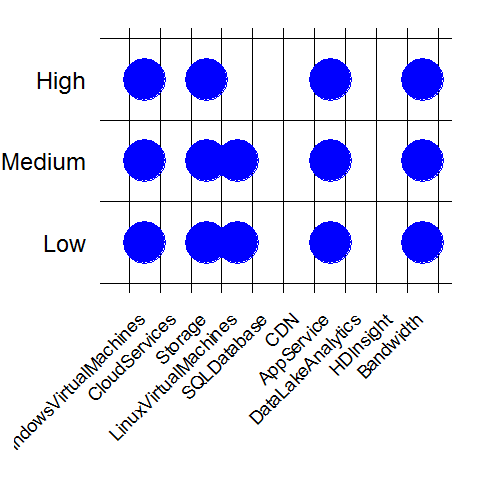 High
Medium
Low
ndowsVirtualMachines
CloudServices
Storage
LinuxVirtualMachines
SQLDatabase
CDN
AppService
DataLakeAnalytics
HDInsight
Bandwidth